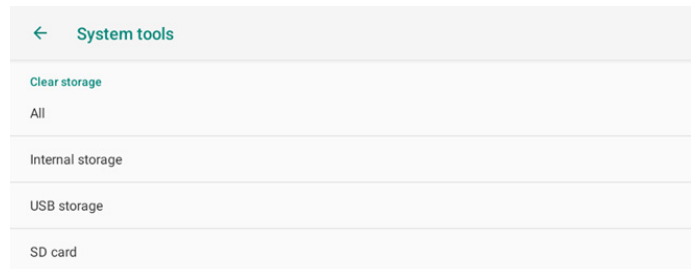 System tools
Clear storage
All
Internal storage
USB storage
SD card